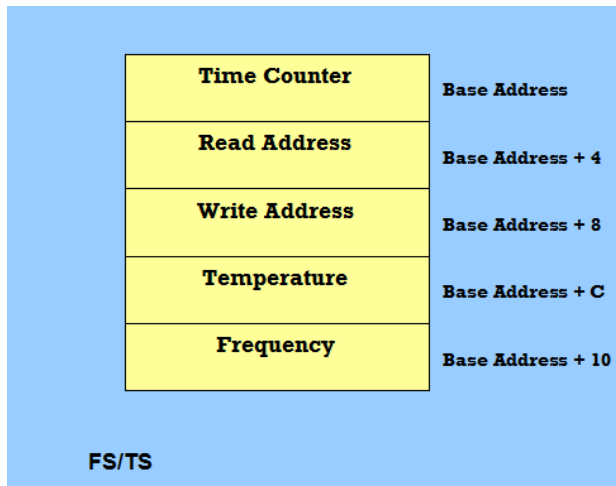 Time Counter
Base Address
Read Address
Base Address + 4
Write Address
Base Address + 8
Temperature
Base Address + C
Frequency
Base Address + 10
FS/TS